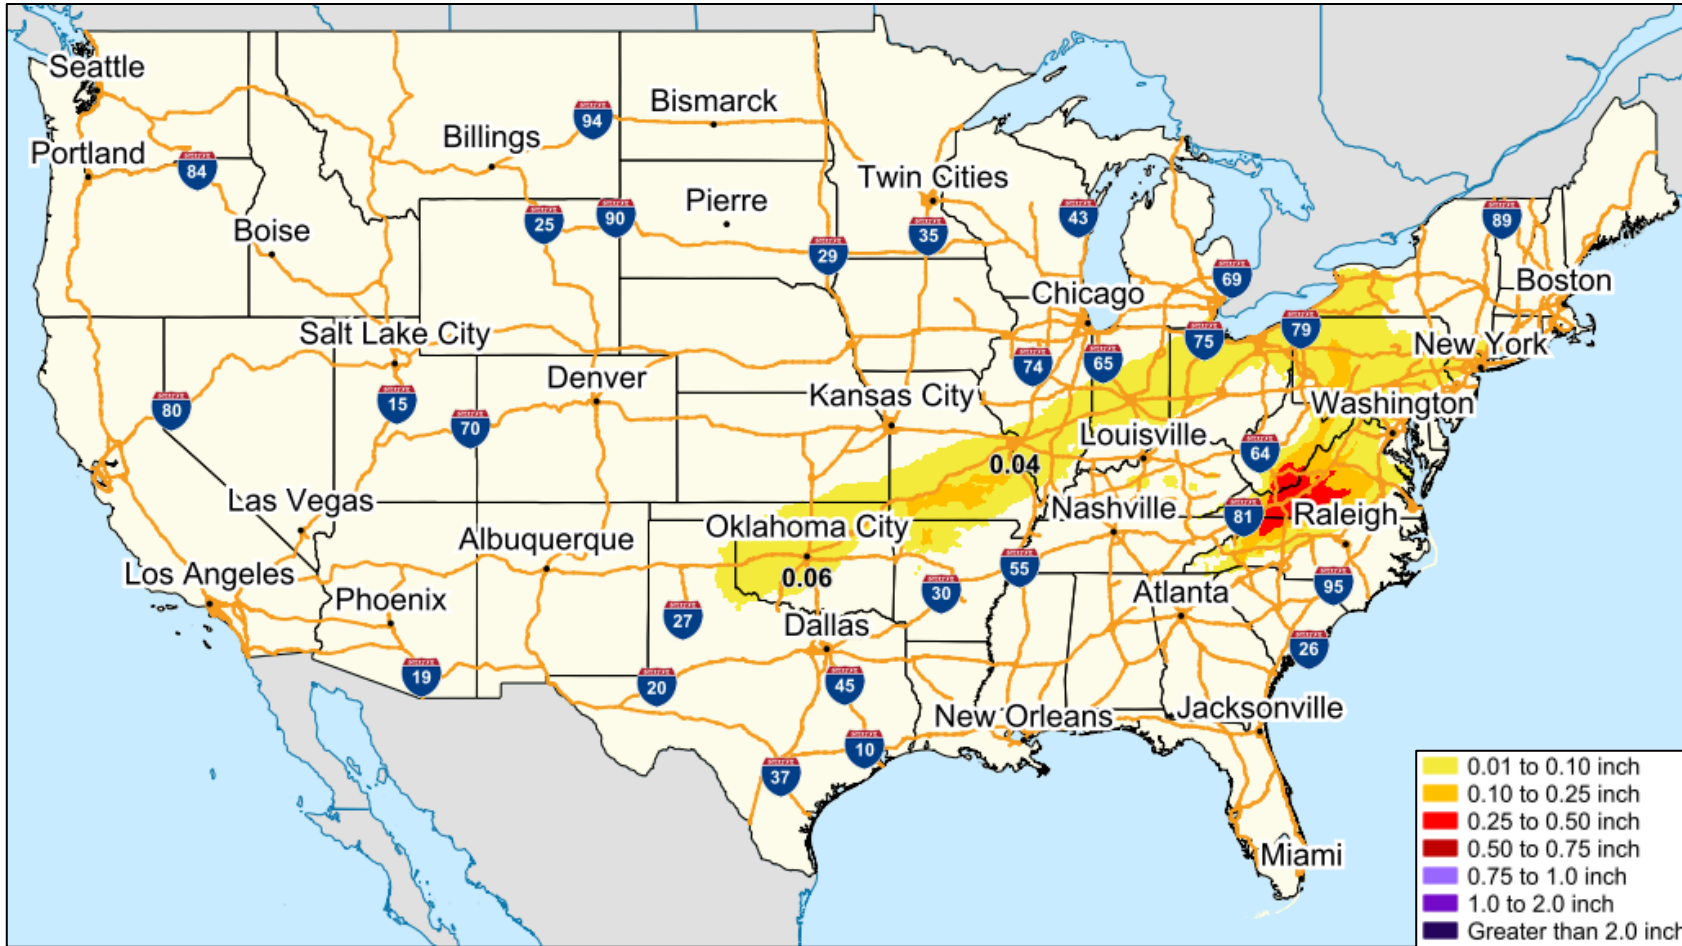 Seattle
Bismarck
94
Billings
Portland
84
Twin Cities
Pierre
25
90
43
89
35
Boise
29
69
Boston
Chicago
Salt Lake City
79
75
New York
74
65
Denver
Kansas City
Washington
15
80
70
Louisville
64
0.04
Las Vegas
Nashville
81
Raleigh
Oklahoma City
Albuquerque
Los Angeles
0.06
55
Phoenix
30
95
Atlanta
27
Dallas
26
19
20
45
New Orleans
Jacksonville
10
37
Miami
0.01 to 0.10 inch
0.10 to 0.25 inch
0.25 to 0.50 inch
0.50 to 0.75 inch
0.75 to 1.0 inch
1.0 to 2.0 inch
Greater than 2.0 inch